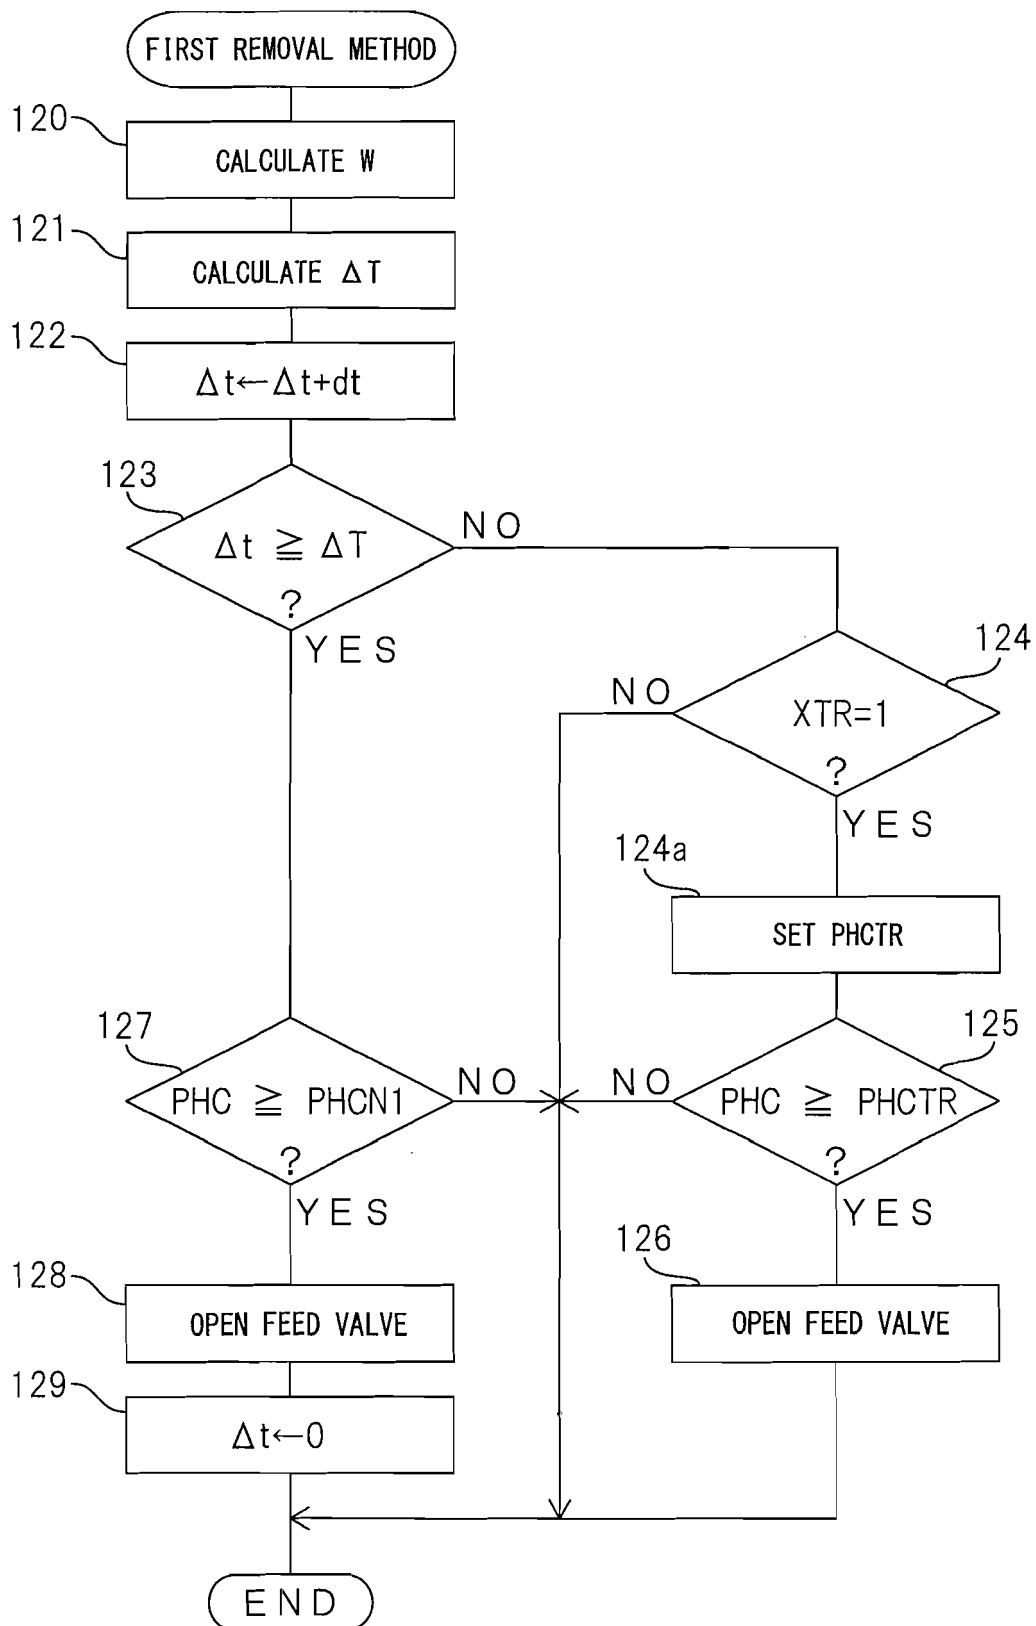 FIRST REMOVAL METHOD
120
CALCULATE W
121
CALCULATE ΔT
122
Δt←Δt+dt
123
Δt ≧ ΔT
?
NO
YES
124
XTR=1
?
NO
YES
124a
SET PHCTR
127
PHC ≧ PHCN1
?
NO
YES
125
PHC ≧ PHCTR
?
NO
YES
128
OPEN FEED VALVE
126
OPEN FEED VALVE
129
Δt←0
END